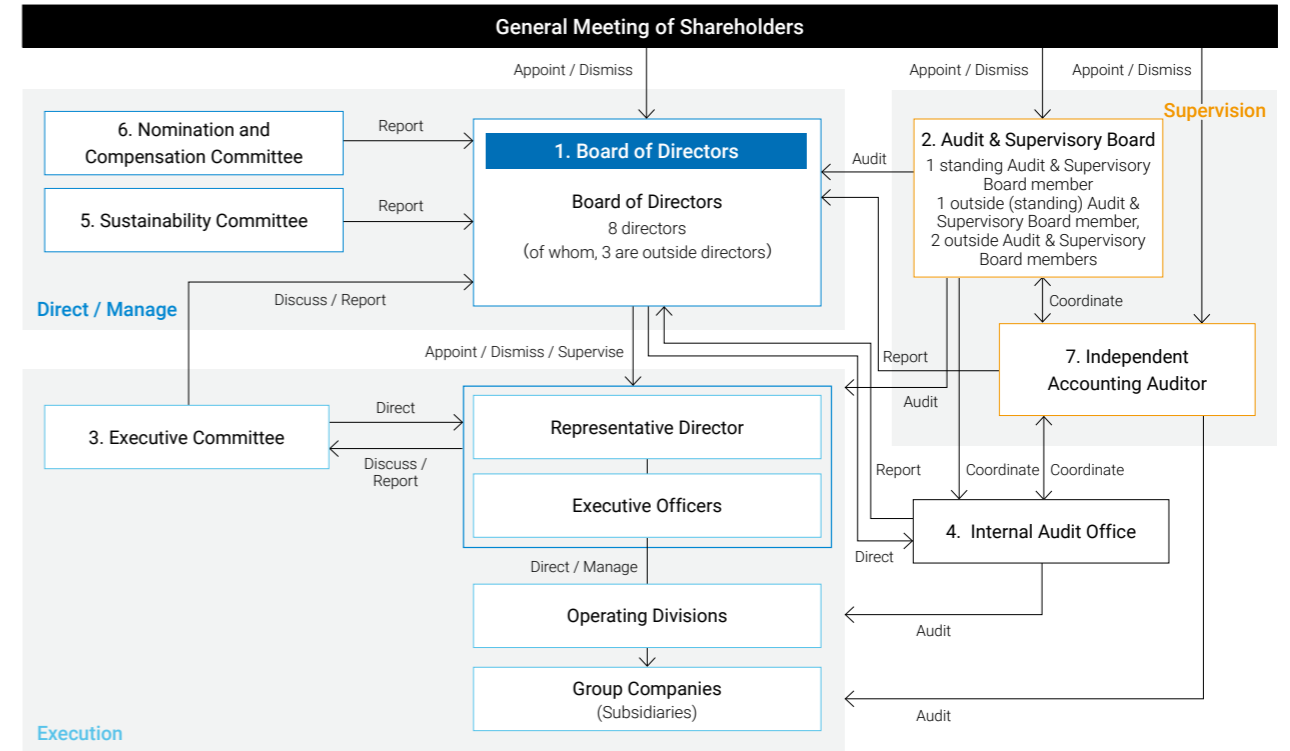 General Meeting of Shareholders
Appoint / Dismiss
Appoint / Dismiss
Appoint / Dismiss
Supervision
6. Nomination and
Compensation Committee
Report
1. Board of Directors
Board of Directors
8 directors
(of whom, 3 are outside directors)
Audit
2. Audit & Supervisory Board
1 standing Audit & Supervisory
Board member
1 outside (standing) Audit &
Supervisory Board member,
2 outside Audit & Supervisory
Board members
5. Sustainability Committee
Report
Discuss / Report
Direct / Manage
Coordinate
Appoint / Dismiss / Supervise
Report
7. Independent
Accounting Auditor
Audit
3. Executive Committee
Direct
Discuss /
Report
Representative Director
Executive Officers
Report
Coordinate
Coordinate
4. Internal Audit Office
Direct
Direct / Manage
Operating Divisions
Audit
Group Companies
(Subsidiaries)
Audit
Execution